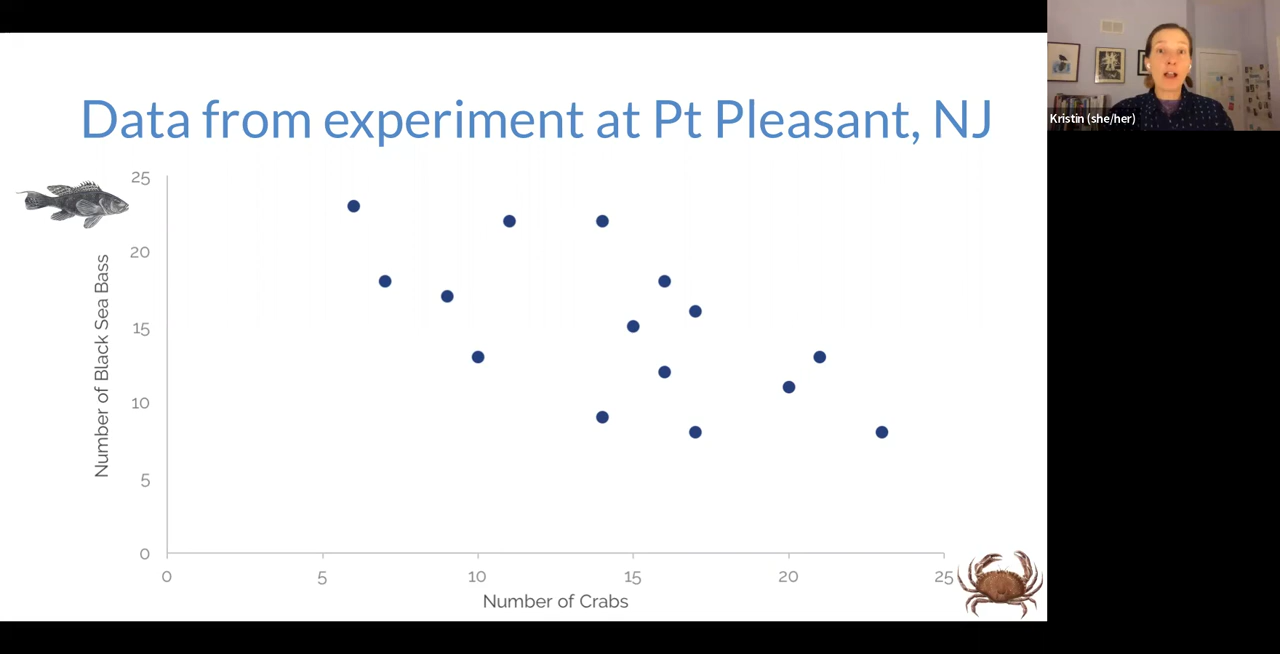 Data from experiment at Pt Pleasant, NJ
Kristin (she/her)
25
20
15
10
5
0
Number of Black Sea Bass
0 5 10 15 20 25
Number of Crabs